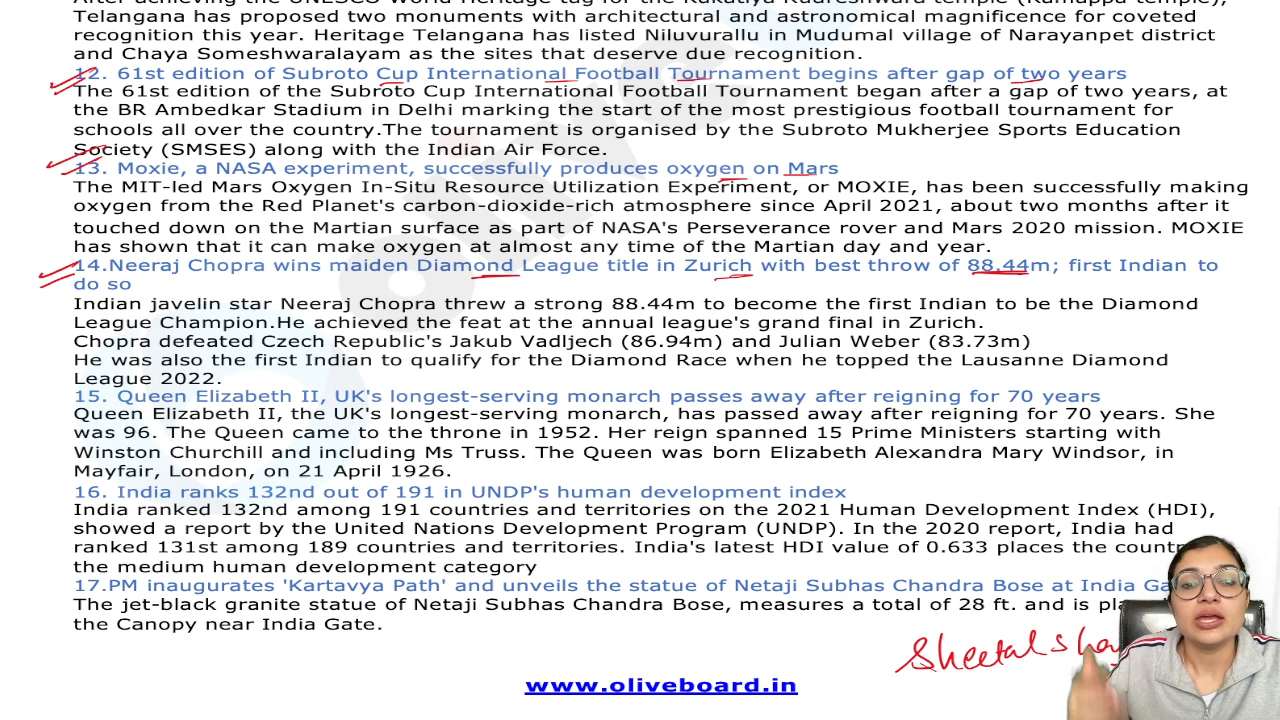 After achieving the UNESCO World Heritage tag for the Kakatiya Rudreshwara temple (Ramappa temple),
Telangana has proposed two monuments with architectural and astronomical magnificence for coveted
recognition this year. Heritage Telangana has listed Niluvurallu in Mudumal village of Narayanpet district
and Chaya Someshwaralayam as the sites that deserve due recognition.
12. 61st edition of Subroto Cup International Football Tournament begins after gap of two years
The 61st edition of the Subroto Cup International Football Tournament began after a gap of two years, at
the BR Ambedkar Stadium in Delhi marking the start of the most prestigious football tournament for
schools all over the country.The tournament is organised by the Subroto Mukherjee Sports Education
Society (SMSES) along with the Indian Air Force.
13. Moxie, a NASA experiment, successfully produces oxygen on Mars
The MIT-led Mars Oxygen In-Situ Resource Utilization Experiment, or MOXIE, has been successfully making
oxygen from the Red Planet's carbon-dioxide-rich atmosphere since April 2021, about two months after it
touched down on the Martian surface as part of NASA's Perseverance rover and Mars 2020 mission. MOXIE
has shown that it can make oxygen at almost any time of the Martian day and year.
14.Neeraj Chopra wins maiden Diamond League title in Zurich with best throw of 88.44m; first Indian to
do so
Indian javelin star Neeraj Chopra threw a strong 88.44m to become the first Indian to be the Diamond
League Champion.He achieved the feat at the annual league's grand final in Zurich.
Chopra defeated Czech Republic's Jakub Vadljech (86.94m) and Julian Weber (83.73m)
He was also the first Indian to qualify for the Diamond Race when he topped the Lausanne Diamond
League 2022.
15. Queen Elizabeth II, UK's longest-serving monarch passes away after reigning for 70 years
Queen Elizabeth II, the UK's longest-serving monarch, has passed away after reigning for 70 years. She
was 96. The Queen came to the throne in 1952. Her reign spanned 15 Prime Ministers starting with
Winston Churchill and including Ms Truss. The Queen was born Elizabeth Alexandra Mary Windsor, in
Mayfair, London, on 21 April 1926.
16. India ranks 132nd out of 191 in UNDP's human development index
India ranked 132nd among 191 countries and territories on the 2021 Human Development Index (HDI),
showed a report by the United Nations Development Program (UNDP). In the 2020 report, India had
ranked 131st among 189 countries and territories. India's latest HDI value of 0.633 places the
the medium human development category
17.PM inaugurates 'Kartavya Path' and unveils the statue of Netaji Subhas Chandra Bose at India
The jet-black granite statue of Netaji Subhas Chandra Bose, measures a total of 28 ft. and is
the Canopy near India Gate.
Sheetal
www.oliveboard.in